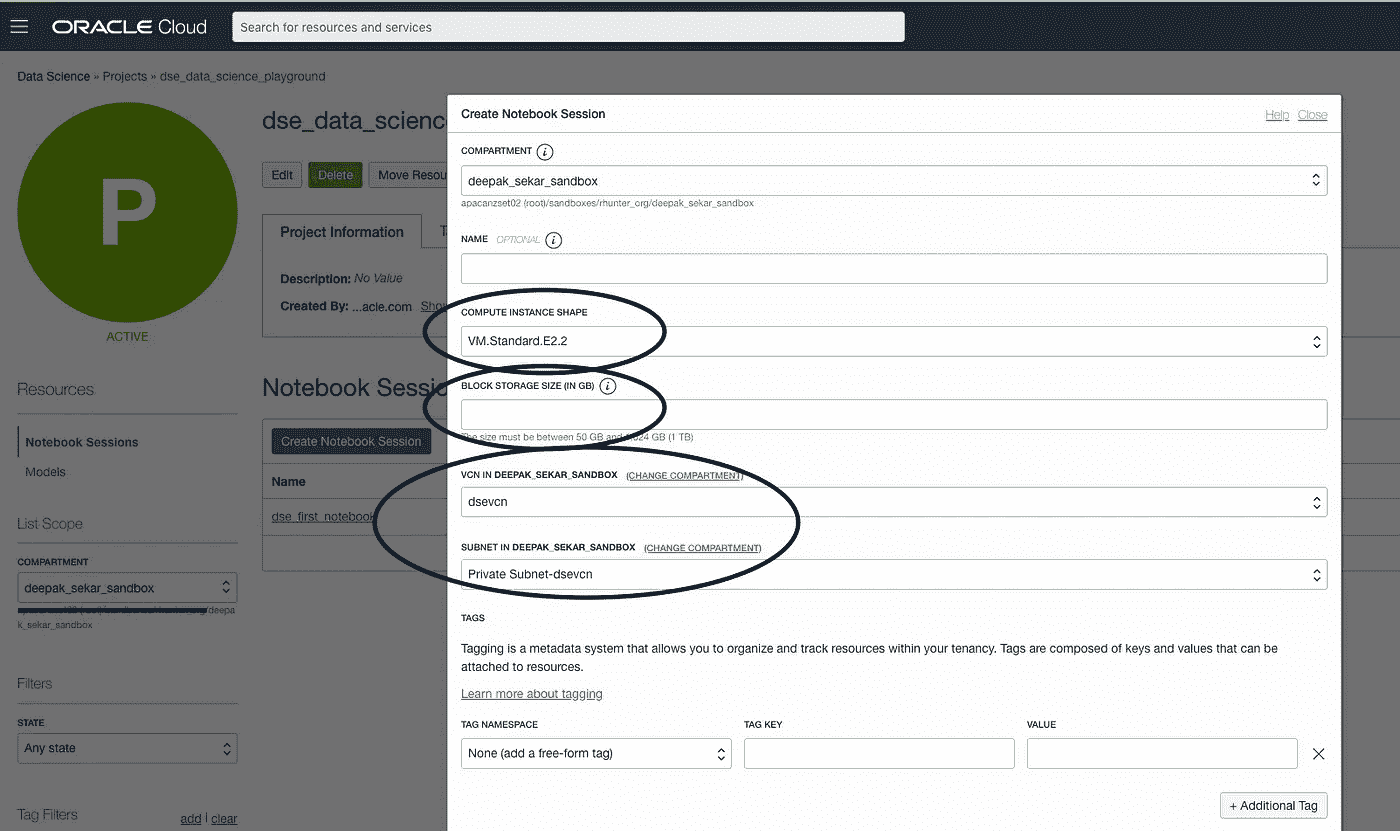 ORACLE Cloud
Search for resources and services
Data Science » Projects » dse_data_science_playground
P
ACTIVE
dse_data_scienc
Edit
Delete
Move Resou
Project Information
T
Description: No Value
Created By: ...acle.com Sho
Resources
Notebook Sessions
Models
List Scope
COMPARTMENT
deepak_sekar_sandbox
k_sekar_sandbox
Filters
STATE
Any state
Tag Filters
add | clear
Notebook Sessio
Create Notebook Session
Name
dse_first_notebook
Create Notebook Session
Help Close
COMPARTMENT i
deepak_sekar_sandbox
apacanzset02 (root)/sandboxes/rhunter_org/deepak_sekar_sandbox
NAME OPTIONAL i
COMPUTE INSTANCE SHAPE
VM.Standard.E2.2
BLOCK STORAGE SIZE (IN GB) i
The size must be between 50 GB and 1,024 GB (1 TB)
VCN IN DEEPAK_SEKAR_SANDBOX (CHANGE COMPARTMENT)
dsevcn
SUBNET IN DEEPAK_SEKAR_SANDBOX (CHANGE COMPARTMENT)
Private Subnet-dsevcn
TAGS
Tagging is a metadata system that allows you to organize and track resources within your tenancy. Tags are composed of keys and values that can be
attached to resources.
Learn more about tagging
TAG NAMESPACE TAG KEY VALUE
None (add a free-form tag)
+ Additional Tag